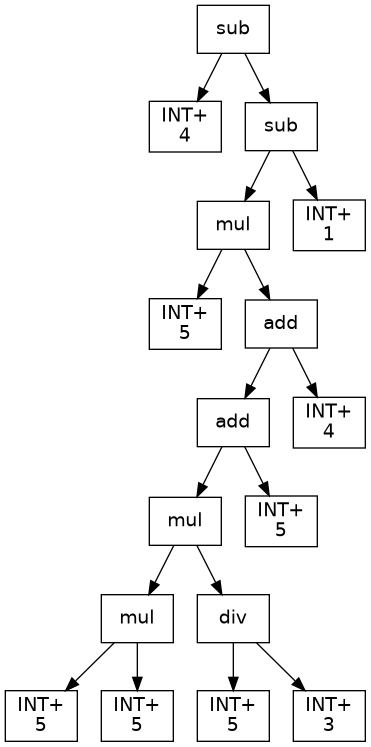 sub
INT+
4
sub
mul
INT+
1
INT+
5
add
add
INT+
4
mul
INT+
5
mul
div
INT+
5
INT+
5
INT+
5
INT+
3